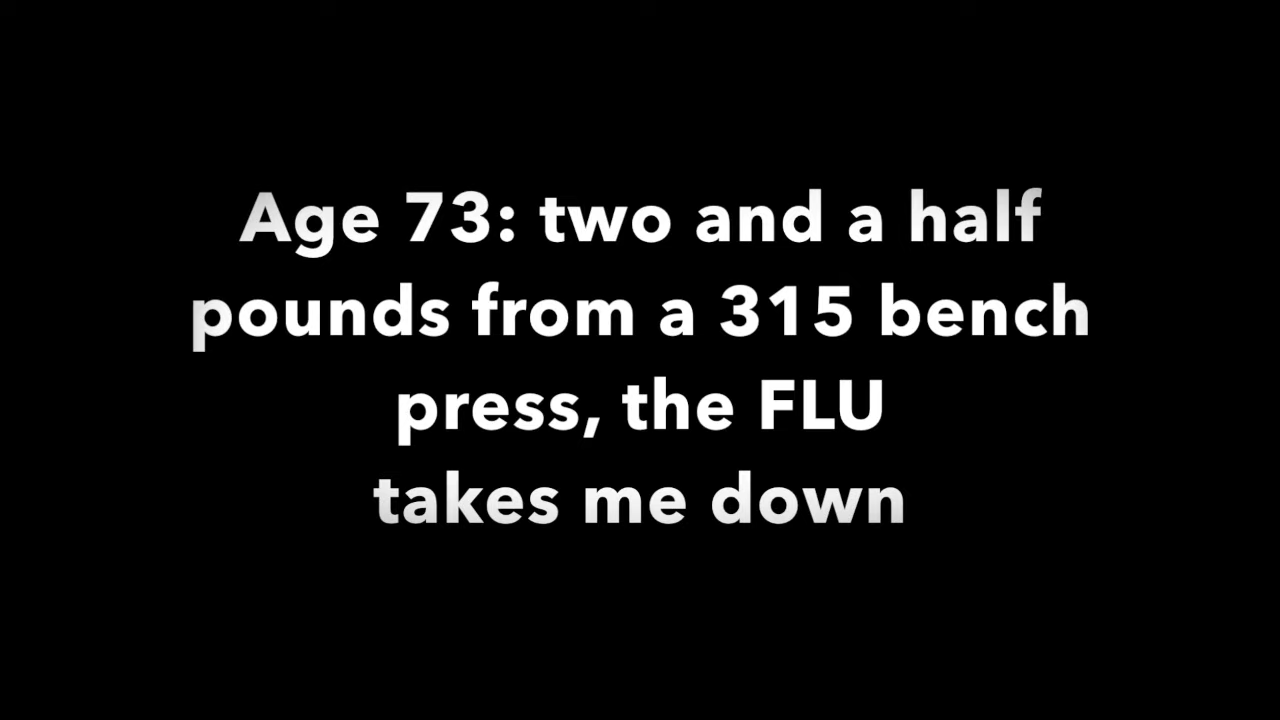 Age 73: two and a half
pounds from a 315 bench
press, the FLU
takes me down